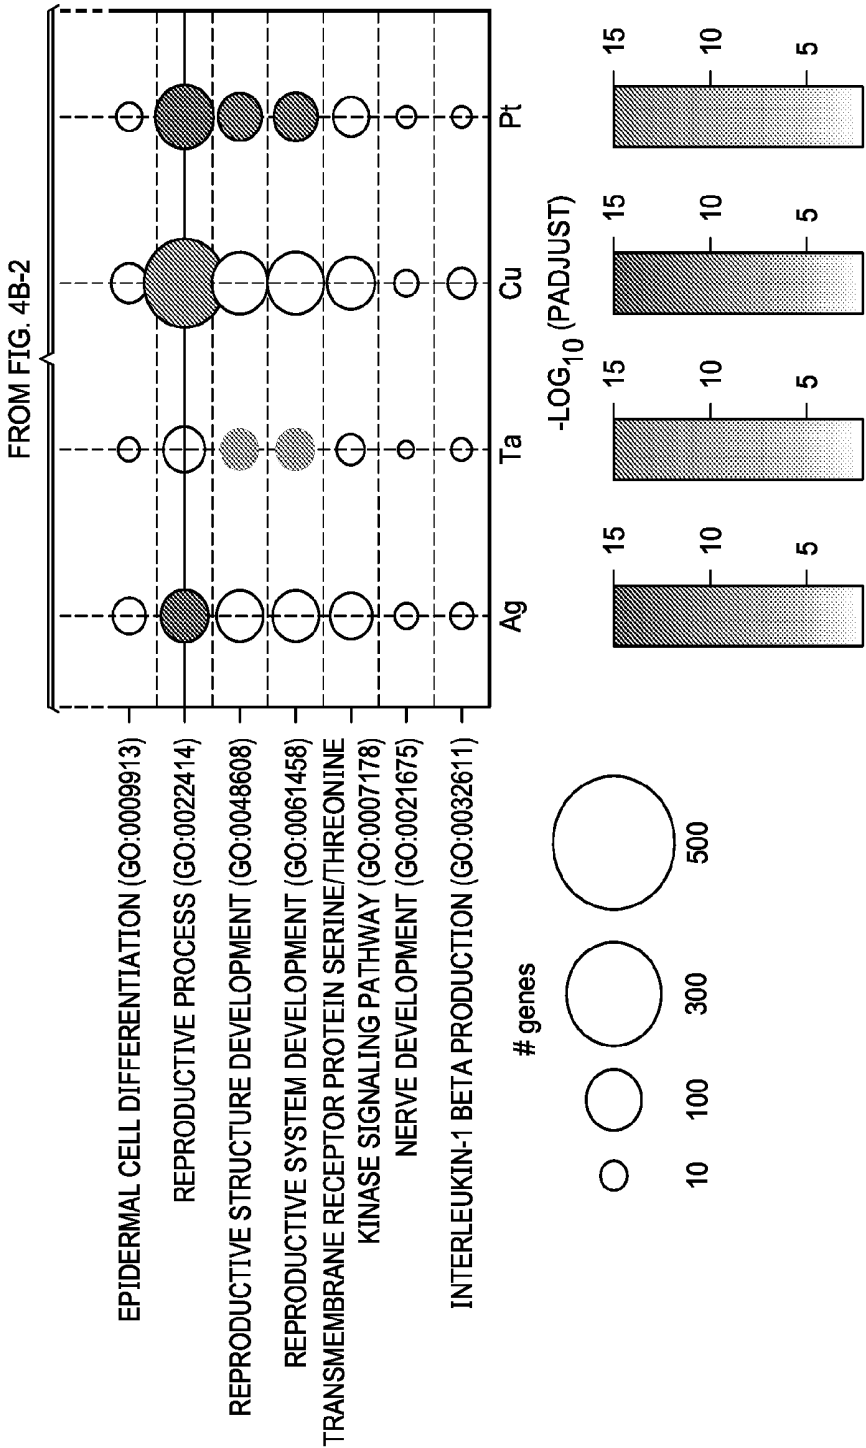 FROM FIG. 4B-2
EPIDERMAL CELL DIFFERENTIATION (GO:0009913)
REPRODUCTIVE PROCESS (GO:0022414)
REPRODUCTIVE STRUCTURE DEVELOPMENT (GO:0048608)
REPRODUCTIVE SYSTEM DEVELOPMENT (GO:0061458)
TRANSMEMBRANE RECEPTOR PROTEIN SERINE/THREONINE
KINASE SIGNALING PATHWAY (GO:0007178)
NERVE DEVELOPMENT (GO:0021675)
INTERLEUKIN-1 BETA PRODUCTION (GO:0032611)
Ag Ta Cu Pt
# genes
10 100 300 500
-LOG10 (PADJUST)
15 15 15 15
10 10 10 10
5 5 5 5